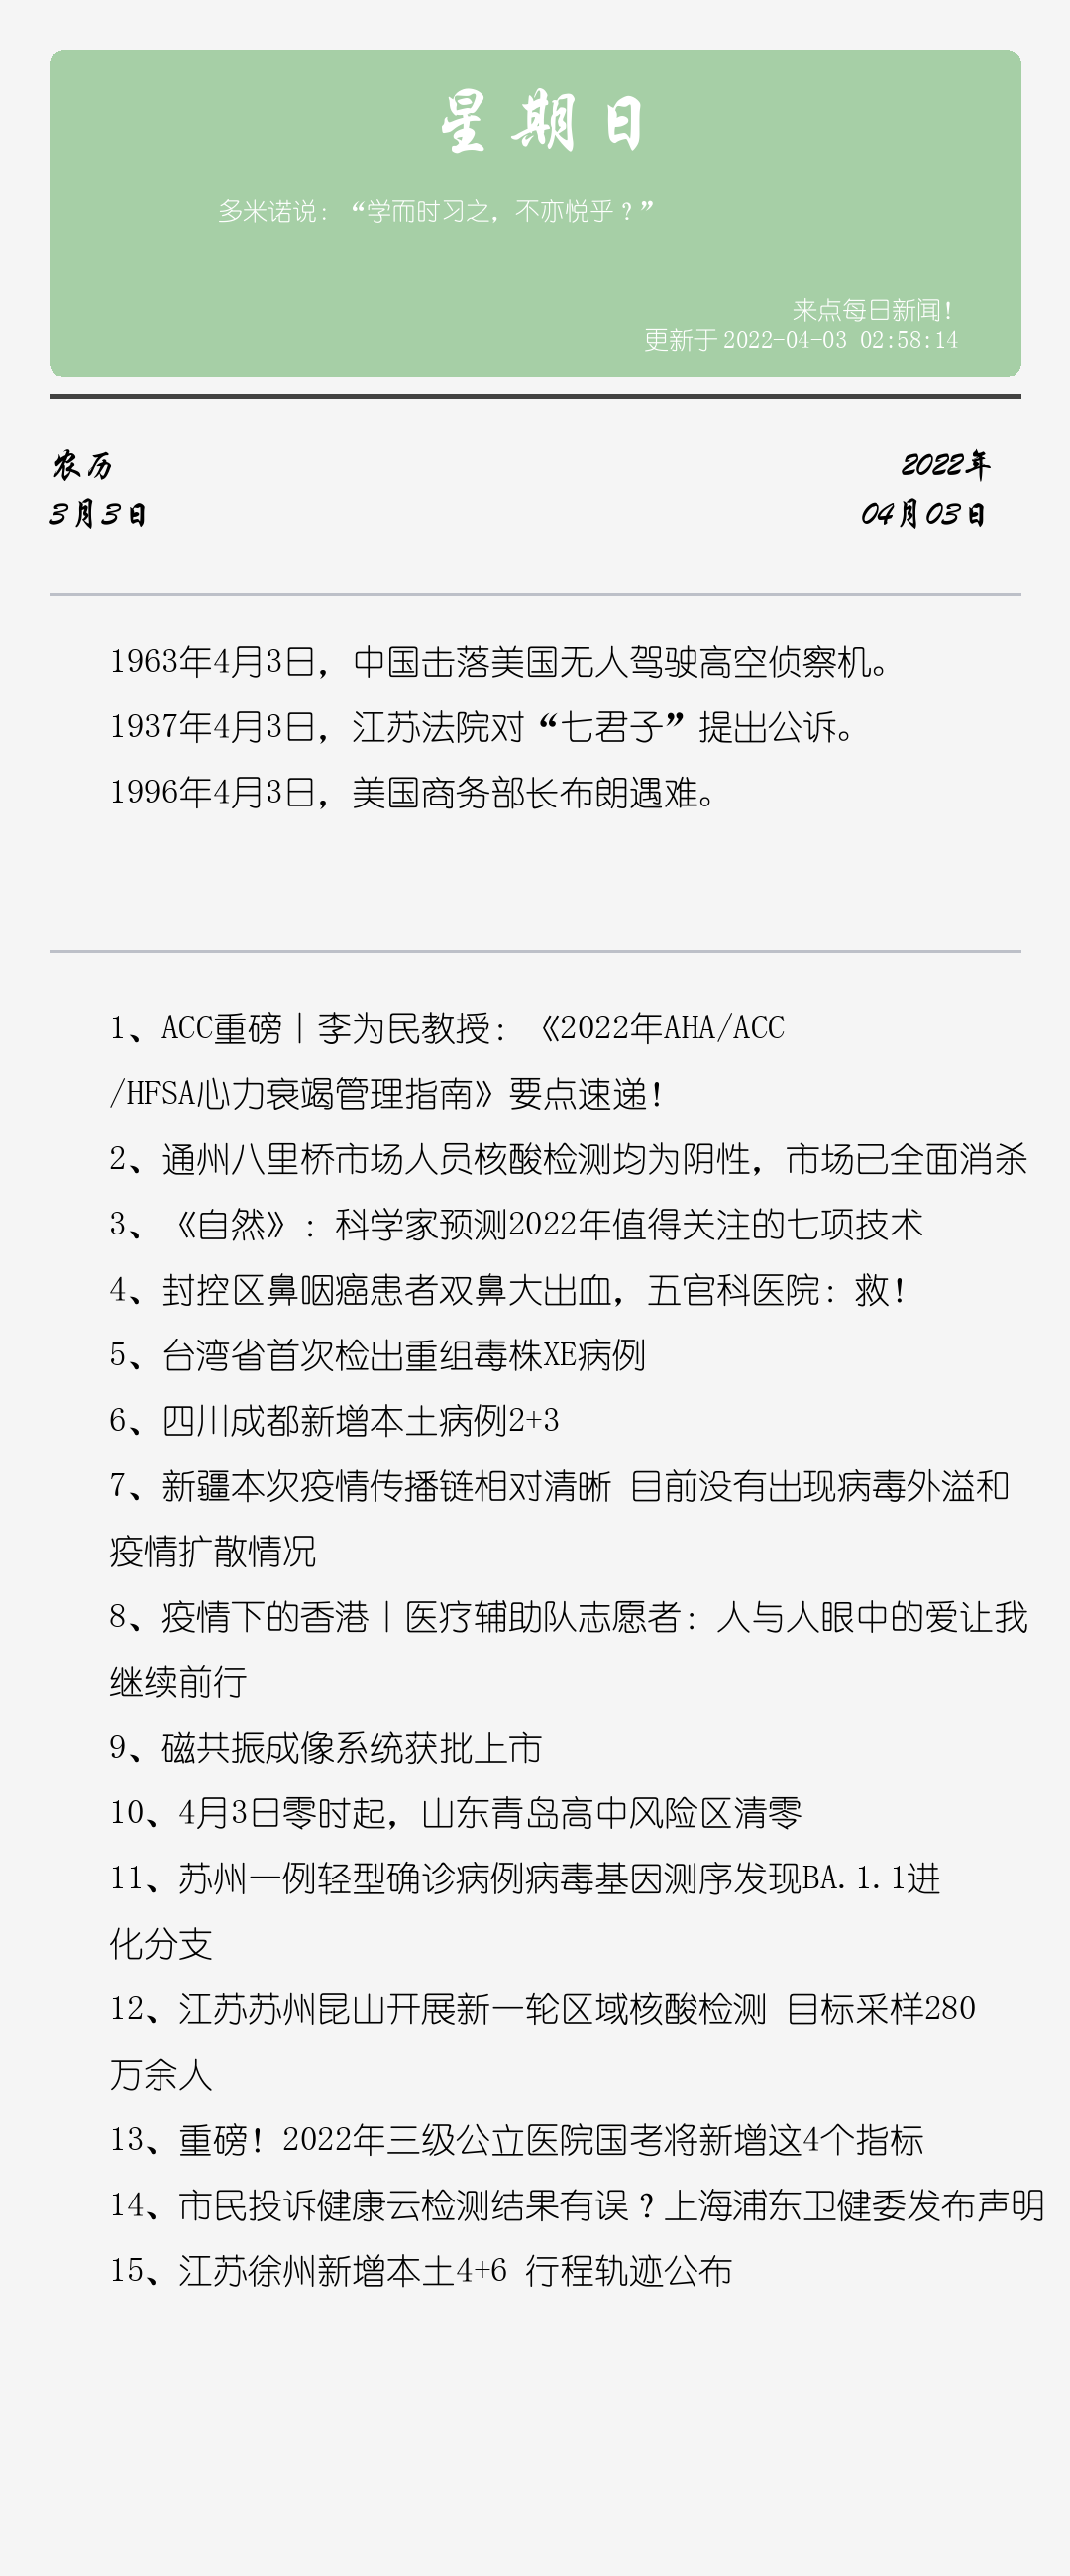 星期日
多米诺说：“学而时习之，不亦悦乎？”
来点每日新闻！
更新于 2022-04-03 02:58:14
农历
2022年
3月3日
04月03日
1963年4月3日，中国击落美国无人驾驶高空侦察机。
1937年4月3日，江苏法院对“七君子”提出公诉。
1996年4月3日，美国商务部长布朗遇难。
1、ACC重磅丨李为民教授：《2022年AHA/ACC
/HFSA心力衰竭管理指南》要点速递！
2、通州八里桥市场人员核酸检测均为阴性，市场已全面消杀
3、《自然》：科学家预测2022年值得关注的七项技术
4、封控区鼻咽癌患者双鼻大出血，五官科医院：救！
5、台湾省首次检出重组毒株XE病例
6、四川成都新增本土病例2+3
7、新疆本次疫情传播链相对清晰 目前没有出现病毒外溢和
疫情扩散情况
8、疫情下的香港丨医疗辅助队志愿者：人与人眼中的爱让我
继续前行
9、磁共振成像系统获批上市
10、4月3日零时起，山东青岛高中风险区清零
11、苏州一例轻型确诊病例病毒基因测序发现BA.1.1进
化分支
12、江苏苏州昆山开展新一轮区域核酸检测 目标采样280
万余人
13、重磅！2022年三级公立医院国考将新增这4个指标
14、市民投诉健康云检测结果有误？上海浦东卫健委发布声明
15、江苏徐州新增本土4+6 行程轨迹公布